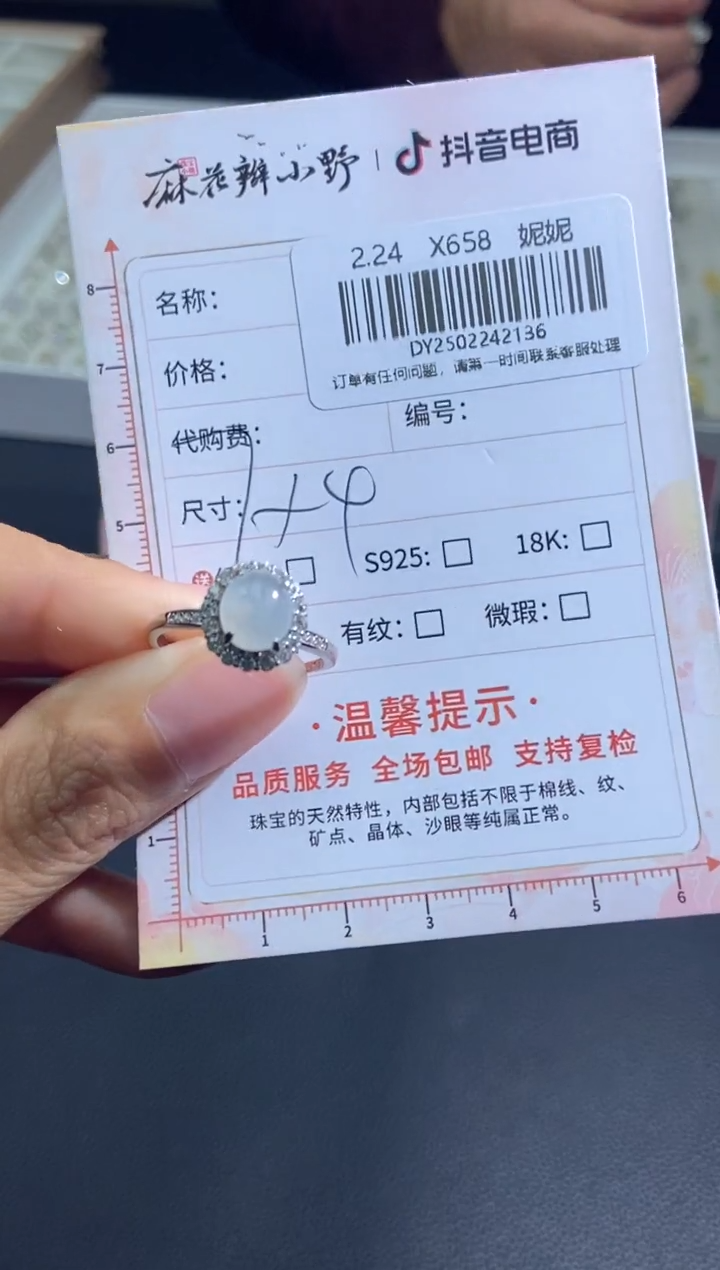 麻花辫小野 | 抖音电商
2.24 X658 妮妮
DY2502242136
订单有任何问题，请第一时间联系客服处理
名称：
价格：
代购费：
编号：
尺寸：
送
S925：□ 18K：□
有纹：□ 微瑕：□
·温馨提示·
品质服务 全场包邮 支持复检
珠宝的天然特性，内部包括不限于棉线、纹、
矿点、晶体、沙眼等纯属正常。
8
7
6
5
1
1 2 3 4 5 6